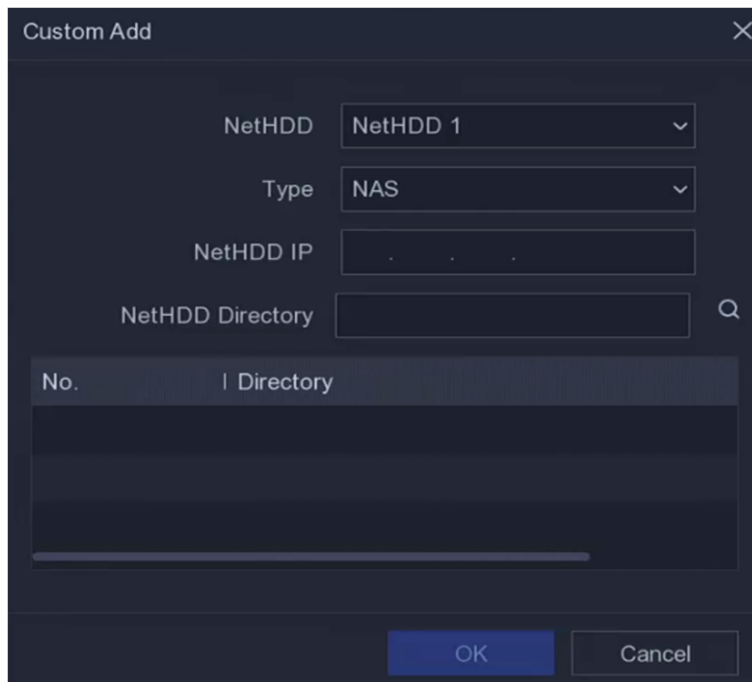 Custom Add
NetHDD NetHDD 1
Type NAS
NetHDD IP . . .
NetHDD Directory
No. Directory
OK Cancel